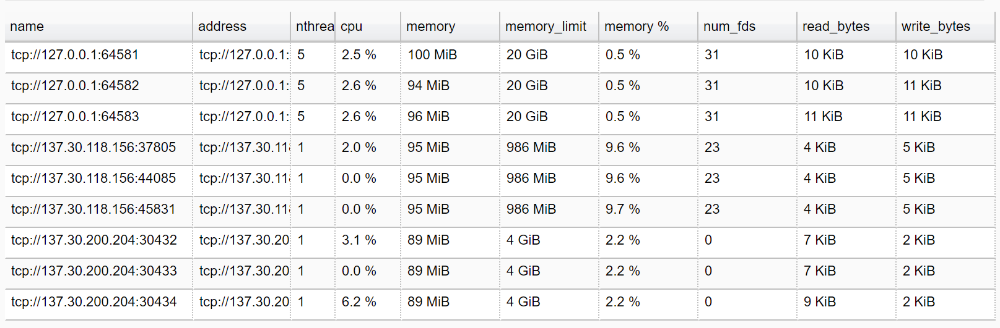 name address nthrea cpu memory memory_limit memory % num_fds read_bytes write_bytes
tcp://127.0.0.1:64581 tcp://127.0.0.1: 5 2.5 % 100 MiB 20 GiB 0.5 % 31 10 KiB 10 KiB
tcp://127.0.0.1:64582 tcp://127.0.0.1: 5 2.6 % 94 MiB 20 GiB 0.5 % 31 10 KiB 11 KiB
tcp://127.0.0.1:64583 tcp://127.0.0.1: 5 2.6 % 96 MiB 20 GiB 0.5 % 31 11 KiB 11 KiB
tcp://137.30.118.156:37805 tcp://137.30.118 1 2.0 % 95 MiB 986 MiB 9.6 % 23 4 KiB 5 KiB
tcp://137.30.118.156:44085 tcp://137.30.118 1 0.0 % 95 MiB 986 MiB 9.6 % 23 4 KiB 5 KiB
tcp://137.30.118.156:45831 tcp://137.30.118 1 0.0 % 95 MiB 986 MiB 9.7 % 23 4 KiB 5 KiB
tcp://137.30.200.204:30432 tcp://137.30.20 1 3.1 % 89 MiB 4 GiB 2.2 % 0 7 KiB 2 KiB
tcp://137.30.200.204:30433 tcp://137.30.20 1 0.0 % 89 MiB 4 GiB 2.2 % 0 7 KiB 2 KiB
tcp://137.30.200.204:30434 tcp://137.30.20 1 6.2 % 89 MiB 4 GiB 2.2 % 0 9 KiB 2 KiB